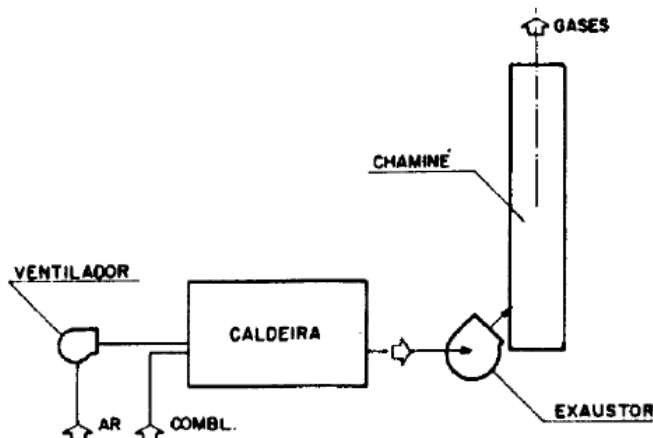 GASES
CHAMINÉ
VENTILADOR
CALDEIRA
AR
COMBL.
EXAUSTOR